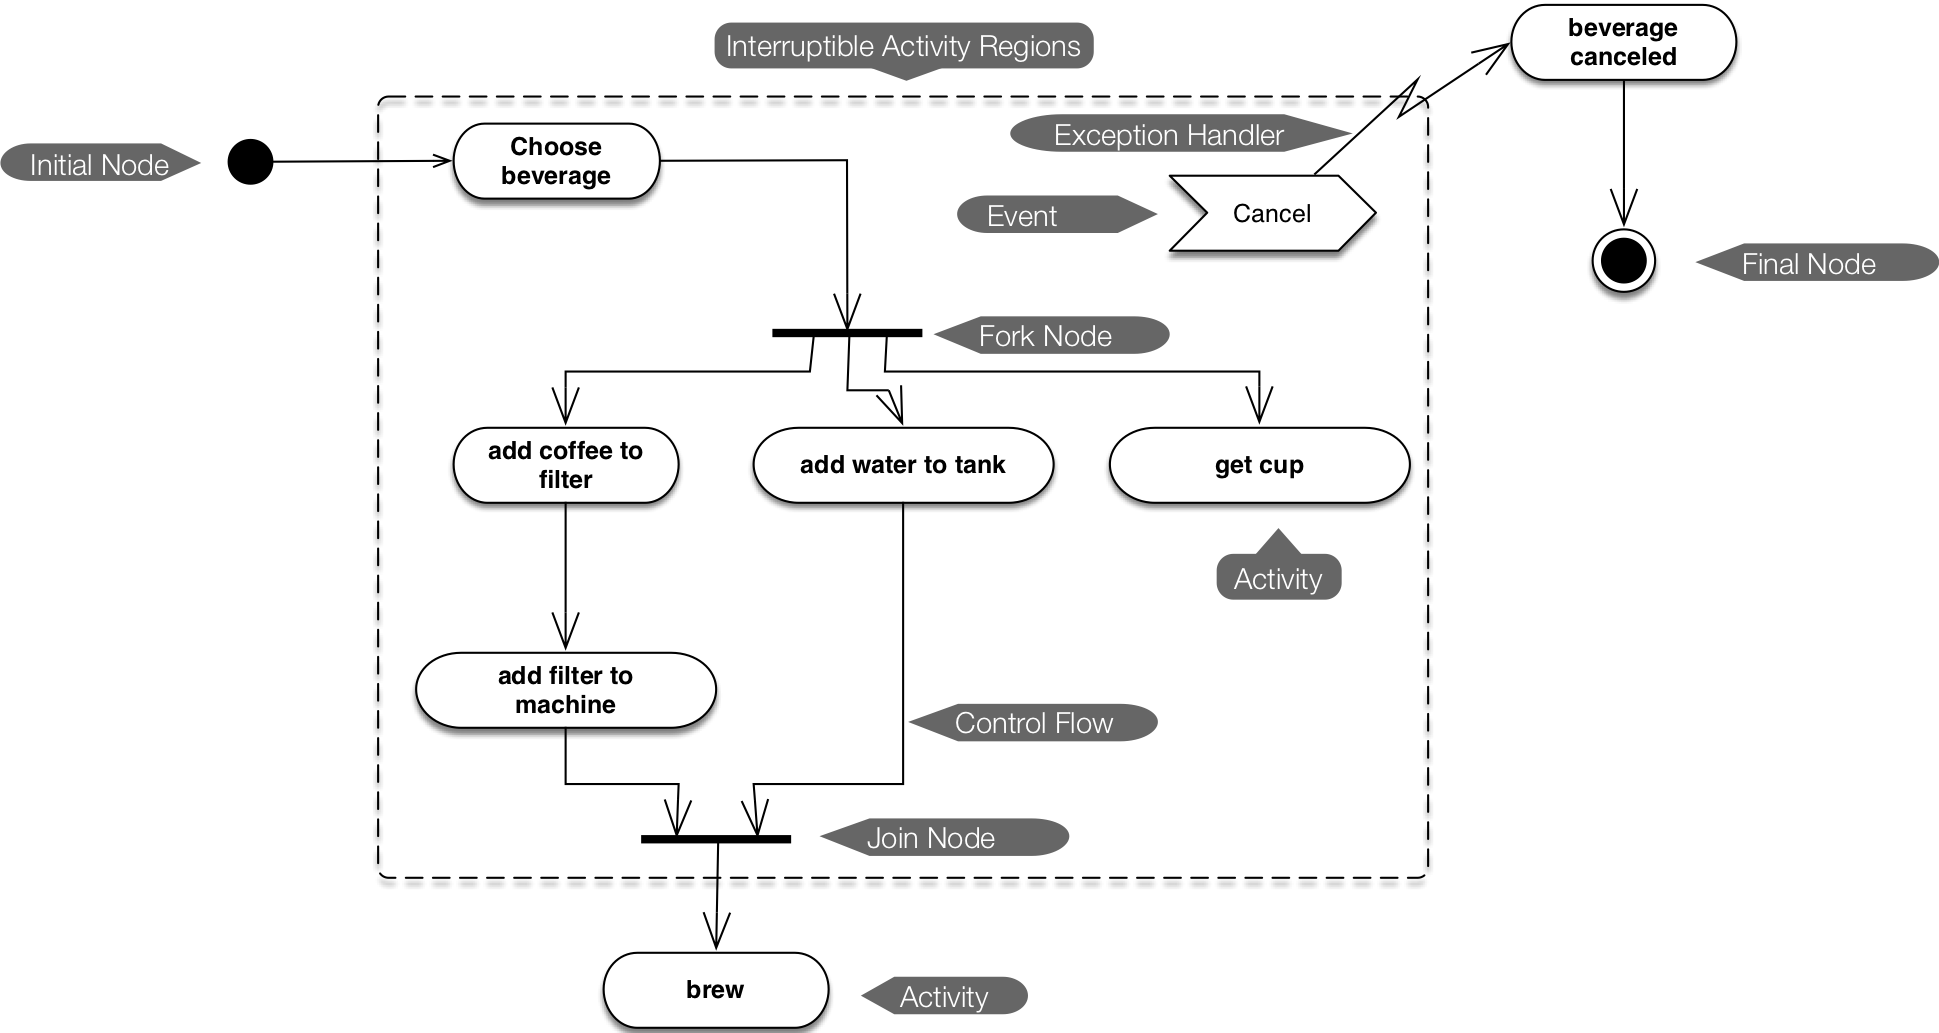 beverage
canceled
Interruptible Activity Regions
Exception Handler
Initial Node
Choose
beverage
Event
Cancel
Final Node
Fork Node
add coffee to
filter
add water to tank
get cup
Activity
add filter to
machine
Control Flow
Join Node
brew
Activity